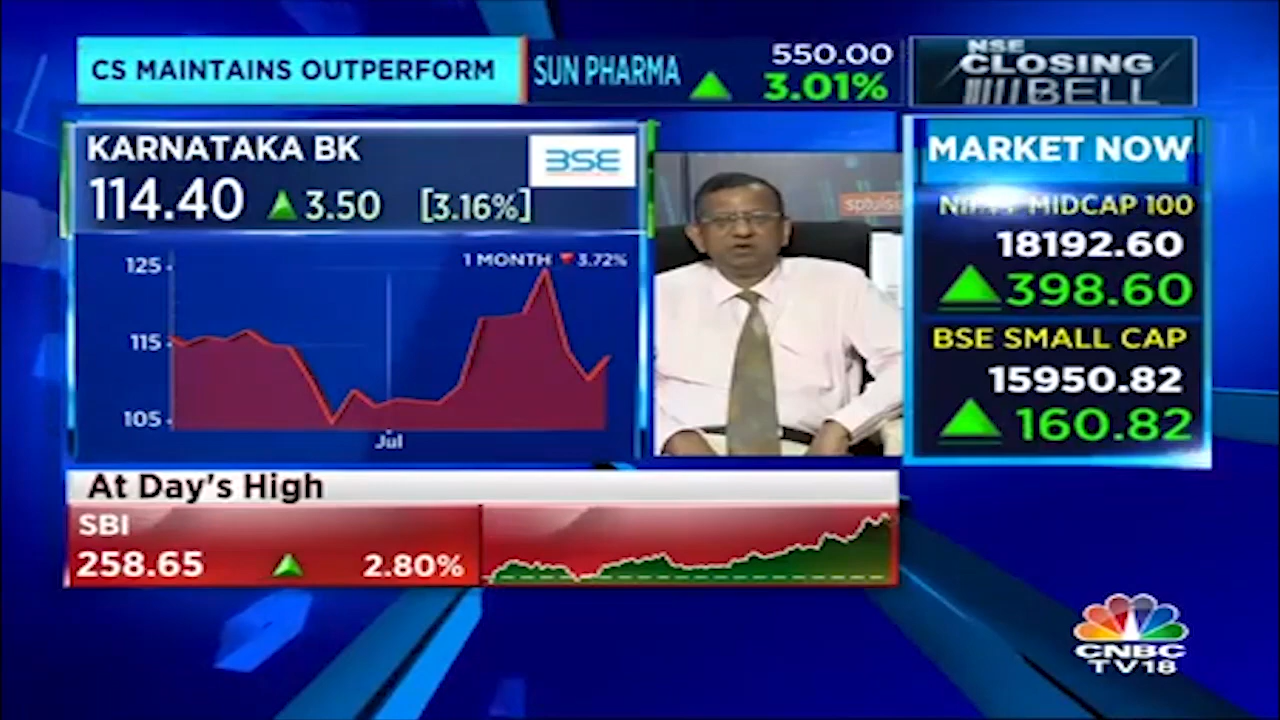 CS MAINTAINS OUTPERFORM
SUN PHARMA
550.00
3.01%
NSE
CLOSING
BELL
KARNATAKA BK
114.40 3.50 [3.16%]
BSE
1 MONTH 3.72%
125
115
105
Jul
sptulsi
MARKET NOW
MIDCAP 100
18192.60
398.60
BSE SMALL CAP
15950.82
160.82
At Day's High
SBI
258.65 2.80%
CNBC
TV18